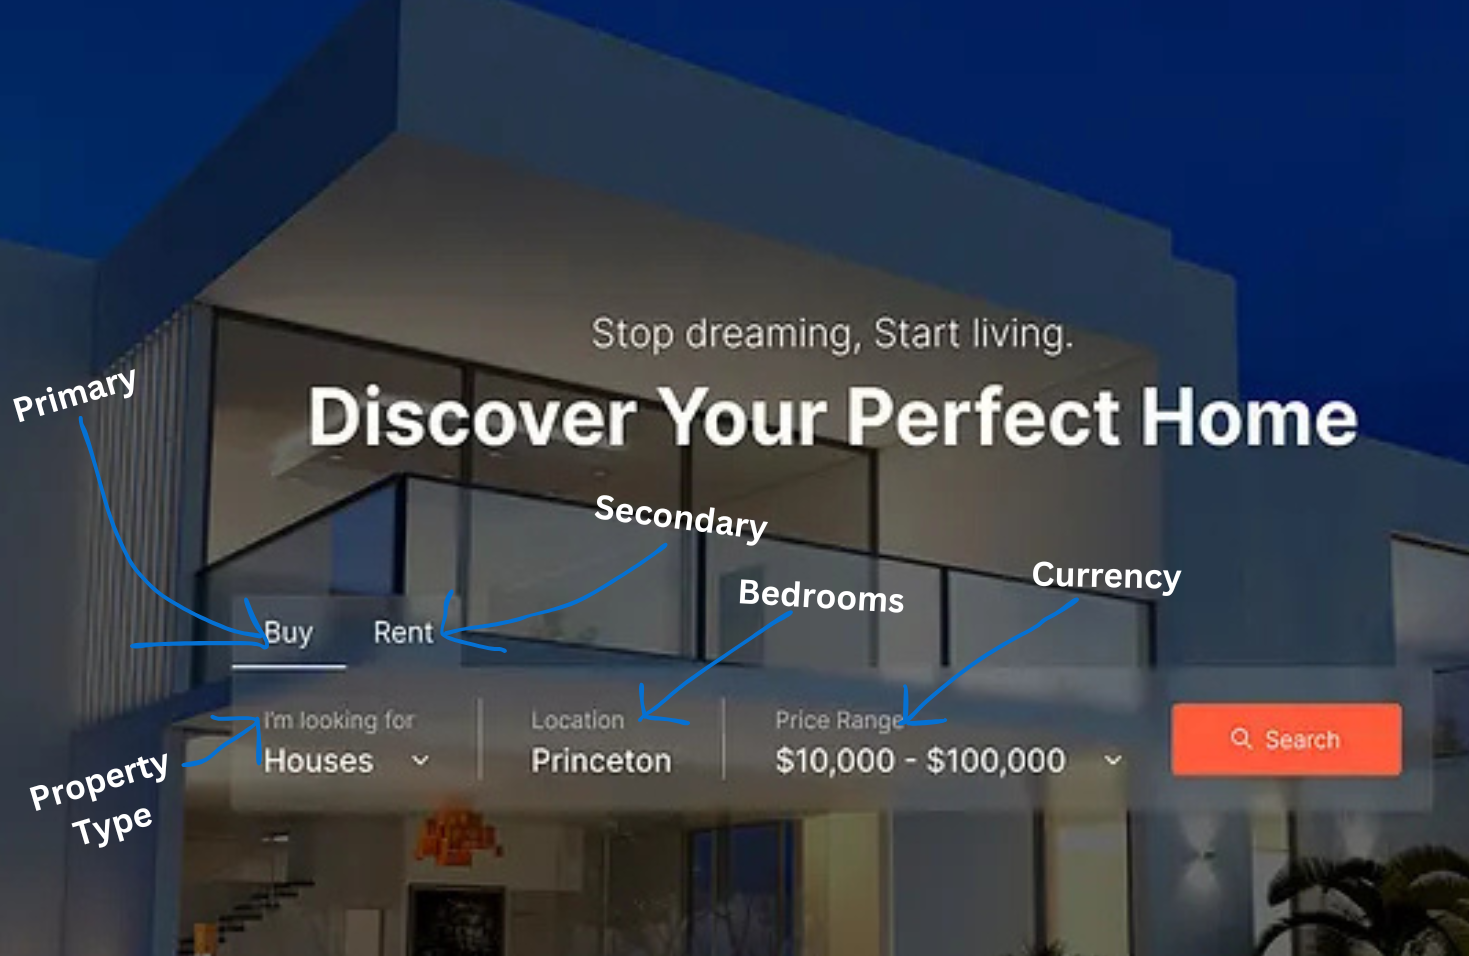 Stop dreaming, Start living.
Primary
Discover Your Perfect Home
Secondary
Bedrooms
Currency
Buy Rent
I'm looking for Location Price Range
Houses Princeton $10,000 - $100,000 Search
Property
Type